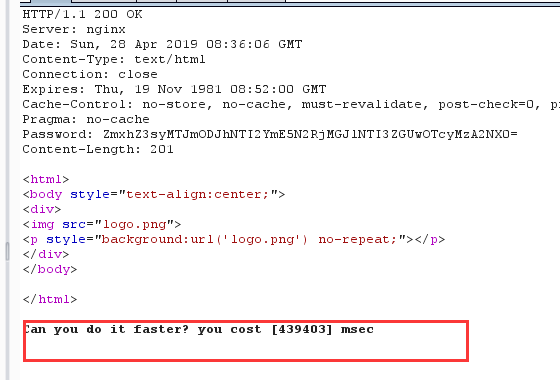 HTTP/1.1 200 OK
Server: nginx
Date: Sun, 28 Apr 2019 08:36:06 GMT
Content-Type: text/html
Connection: close
Expires: Thu, 19 Nov 1981 08:52:00 GMT
Cache-Control: no-store, no-cache, must-revalidate, post-check=0,
Pragma: no-cache
Password: ZmxhZ3syMTJmODJhNTI2YmE5N2RjMGJlNTI3ZGUwOTcyMzA2NX0=
Content-Length: 201
<html>
<body style="text-align:center;">
<div>
<img src="logo.png">
<p style="background:url('logo.png') no-repeat;"></p>
</div>
</body>
</html>
Can you do it faster? you cost [439403] msec